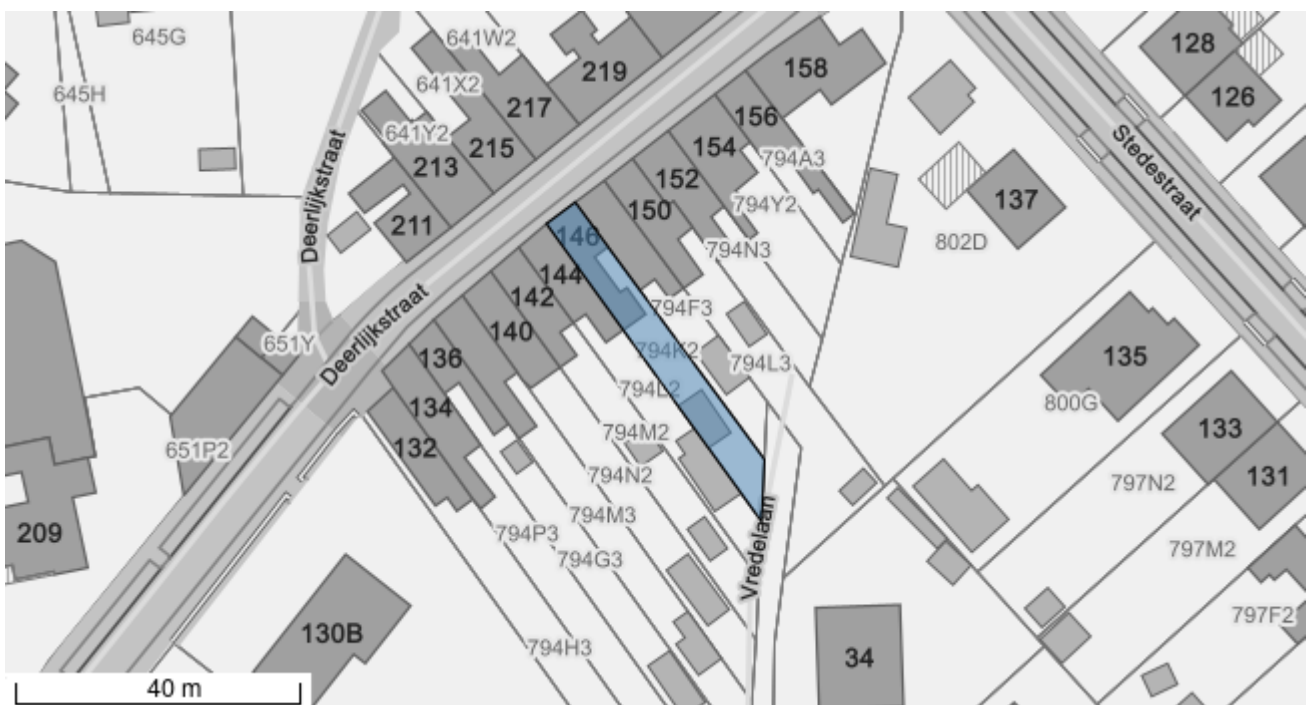 645G
641W2
128
645H
219
158
641X2
126
217
156
641Y2
215
213
154
794A3
Stedestraat
Deerlijkstraat
152
794Y2
137
150
211
146
794N3
802D
144
142
794F3
Deerlijkstraat
651Y
140
794K2
794L3
136
135
794L2
800G
134
794M2
133
132
651P2
794N2
131
797N2
794M3
209
794P3
794G3
Vredelaan
797M2
797F2
130B
794H3
34
40 m